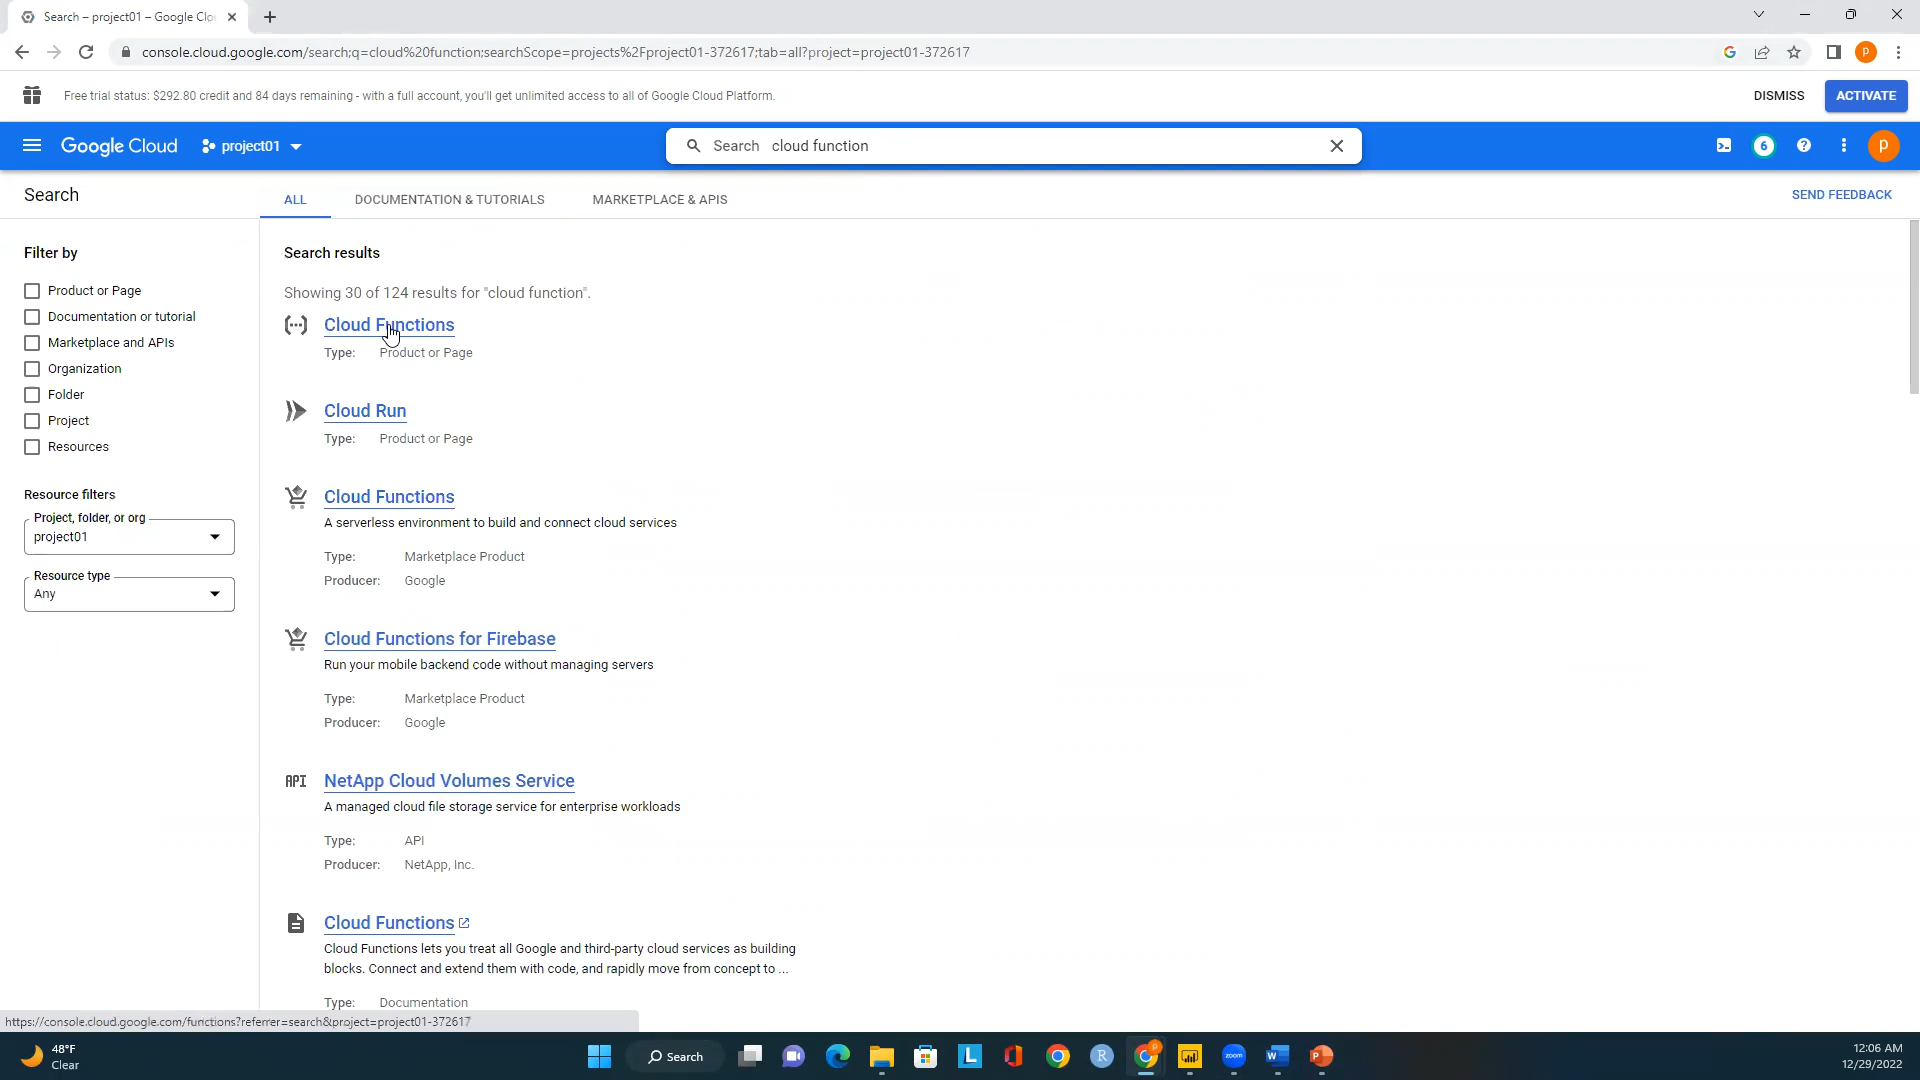 Search – project01 – Google Clo
console.cloud.google.com/search;q=cloud%20function;searchScope=projects%2Fproject01-372617;tab=all?project=project01-372617
P
Free trial status: $292.80 credit and 84 days remaining - with a full account, you'll get unlimited access to all of Google Cloud Platform.
DISMISS
ACTIVATE
Google Cloud
project01
Search cloud function
6
P
Search
ALL
DOCUMENTATION & TUTORIALS
MARKETPLACE & APIS
SEND FEEDBACK
Filter by
Product or Page
Documentation or tutorial
Marketplace and APIs
Organization
Folder
Project
Resources
Resource filters
Project, folder, or org
project01
Resource type
Any
Search results
Showing 30 of 124 results for "cloud function".
Cloud Functions
Type: Product or Page
Cloud Run
Type: Product or Page
Cloud Functions
A serverless environment to build and connect cloud services
Type: Marketplace Product
Producer: Google
Cloud Functions for Firebase
Run your mobile backend code without managing servers
Type: Marketplace Product
Producer: Google
API
NetApp Cloud Volumes Service
A managed cloud file storage service for enterprise workloads
Type: API
Producer: NetApp, Inc.
Cloud Functions
Cloud Functions lets you treat all Google and third-party cloud services as building
blocks. Connect and extend them with code, and rapidly move from concept to ...
Type: Documentation
https://console.cloud.google.com/functions?referrer=search&project=project01-372617
48°F
Clear
Search
L
R
P
zoom
W
P
12:06 AM
12/29/2022